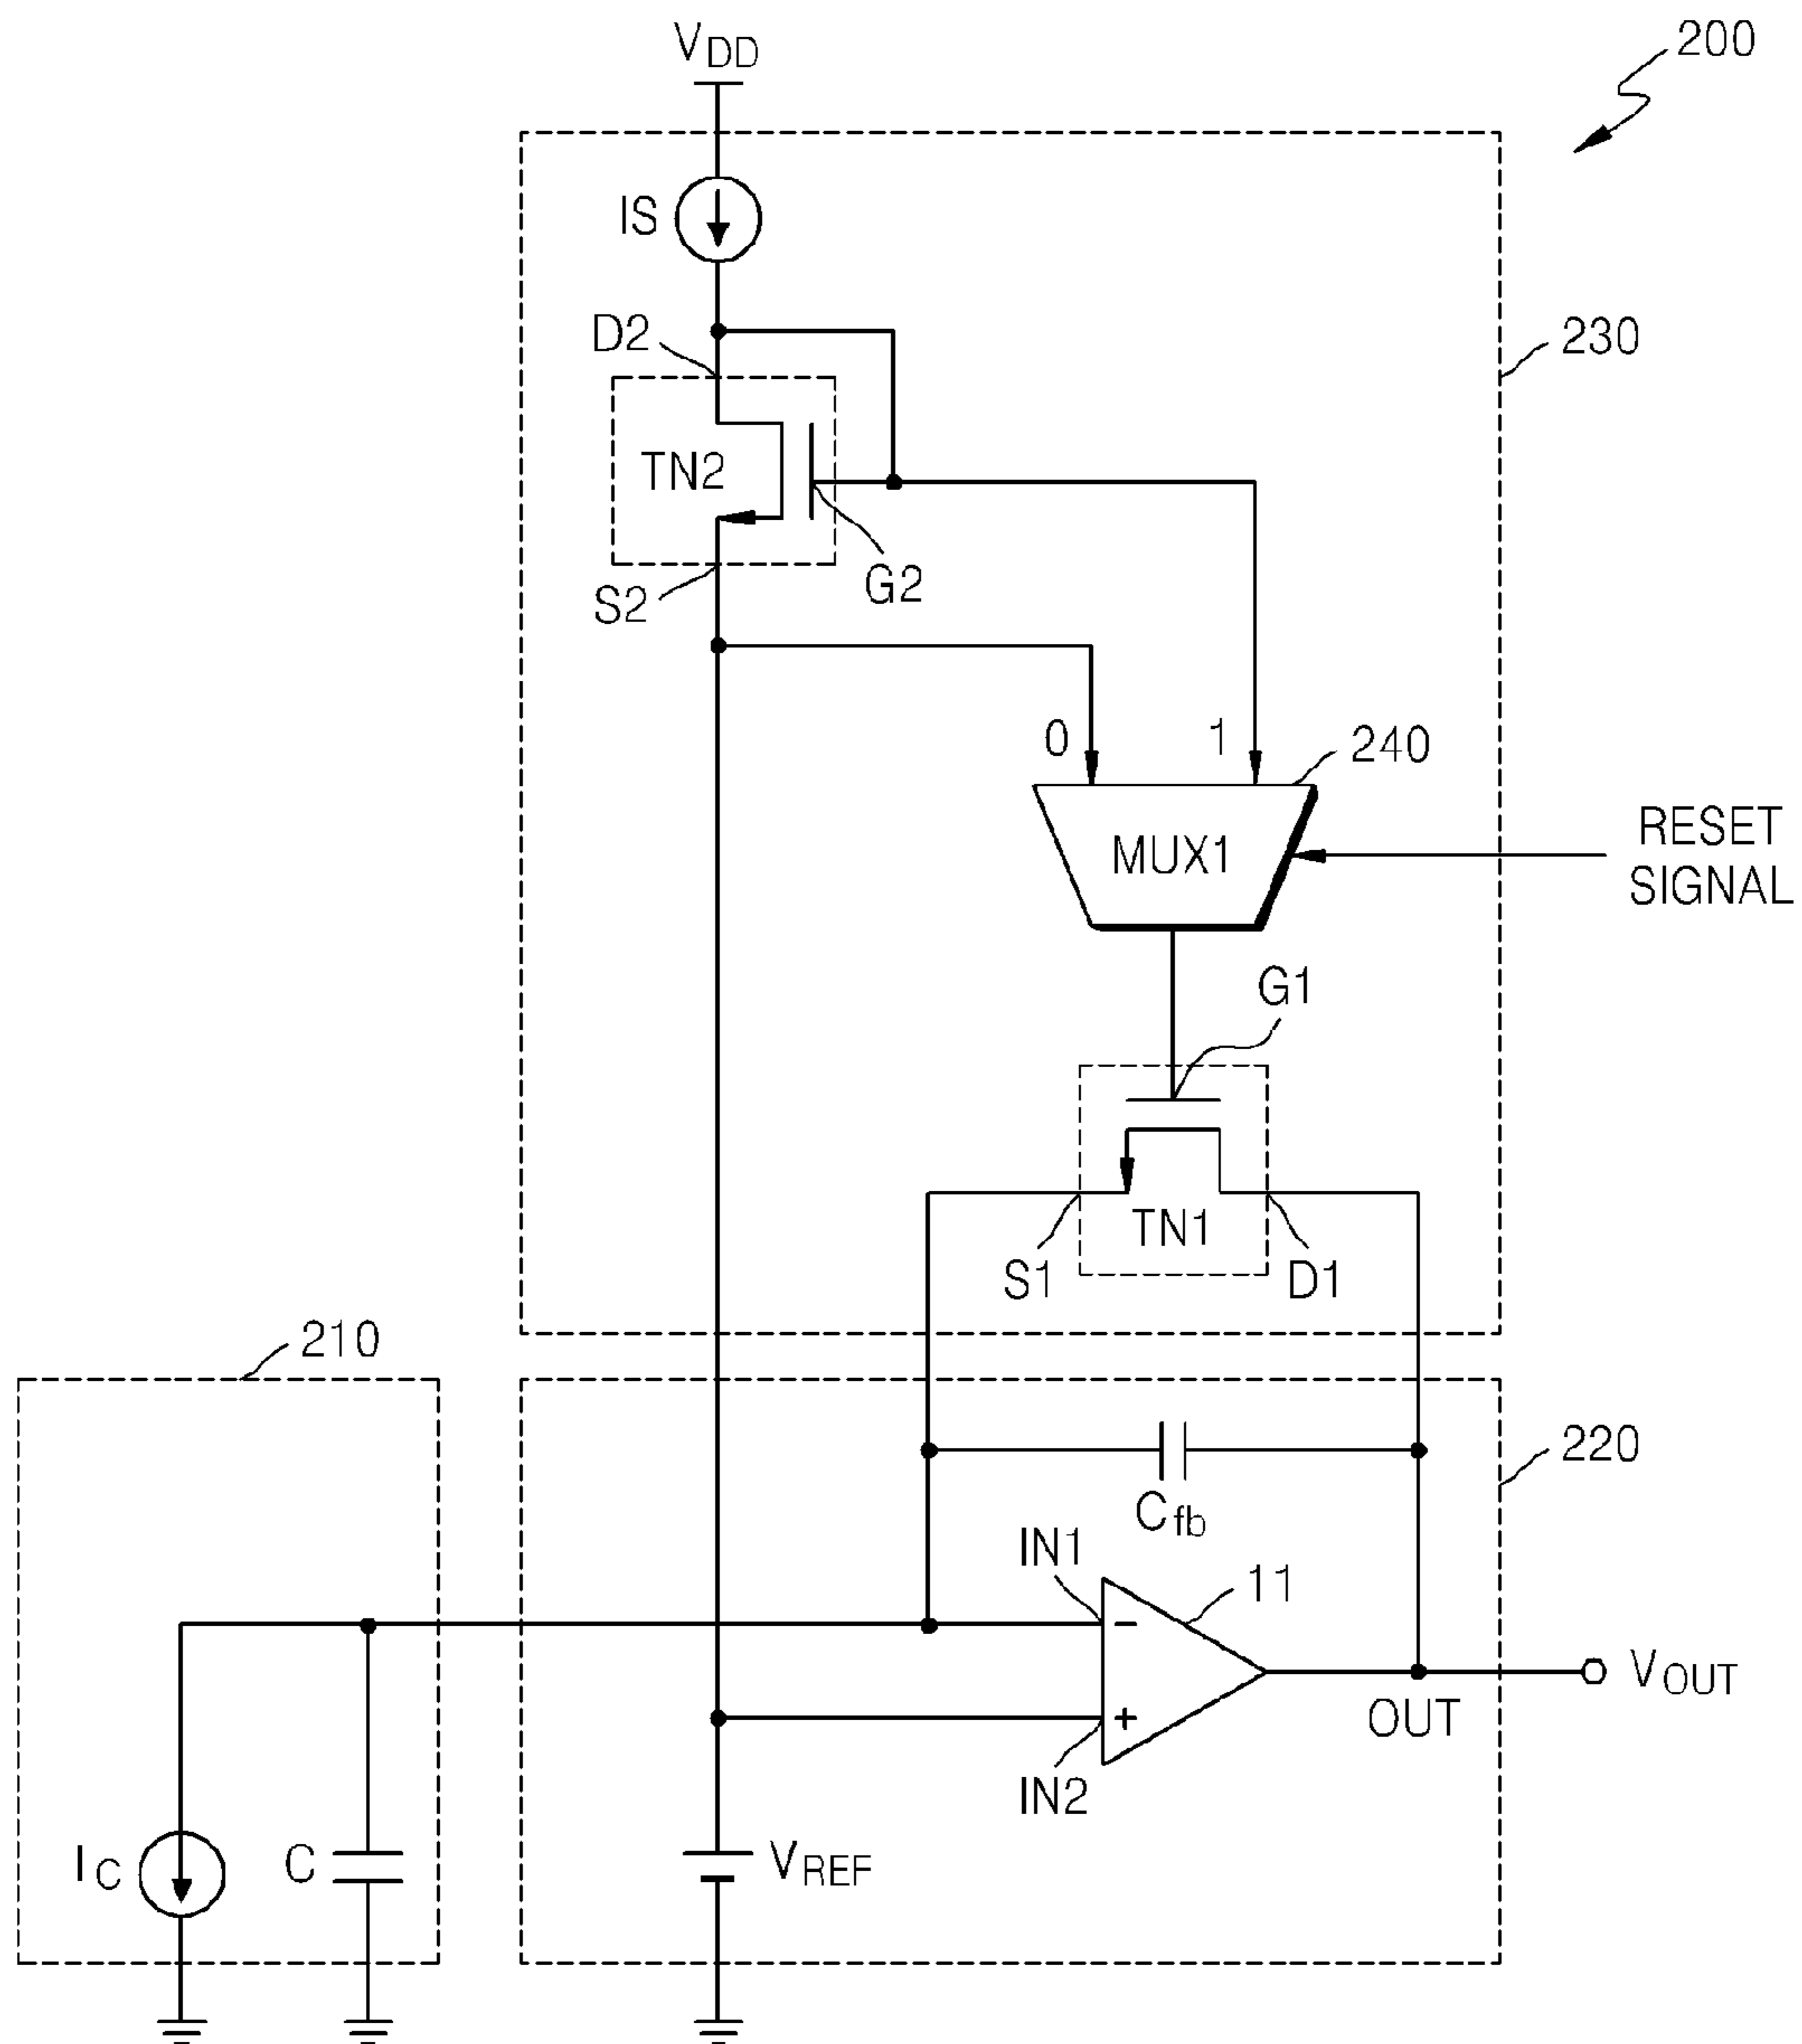 VDD
200
IS
D2
230
TN2
G2
S2
0
1
240
MUX1
RESET
SIGNAL
G1
TN1
S1
D1
210
220
Cfb
IN1
11
VOUT
OUT
IN2
IC
C
VREF